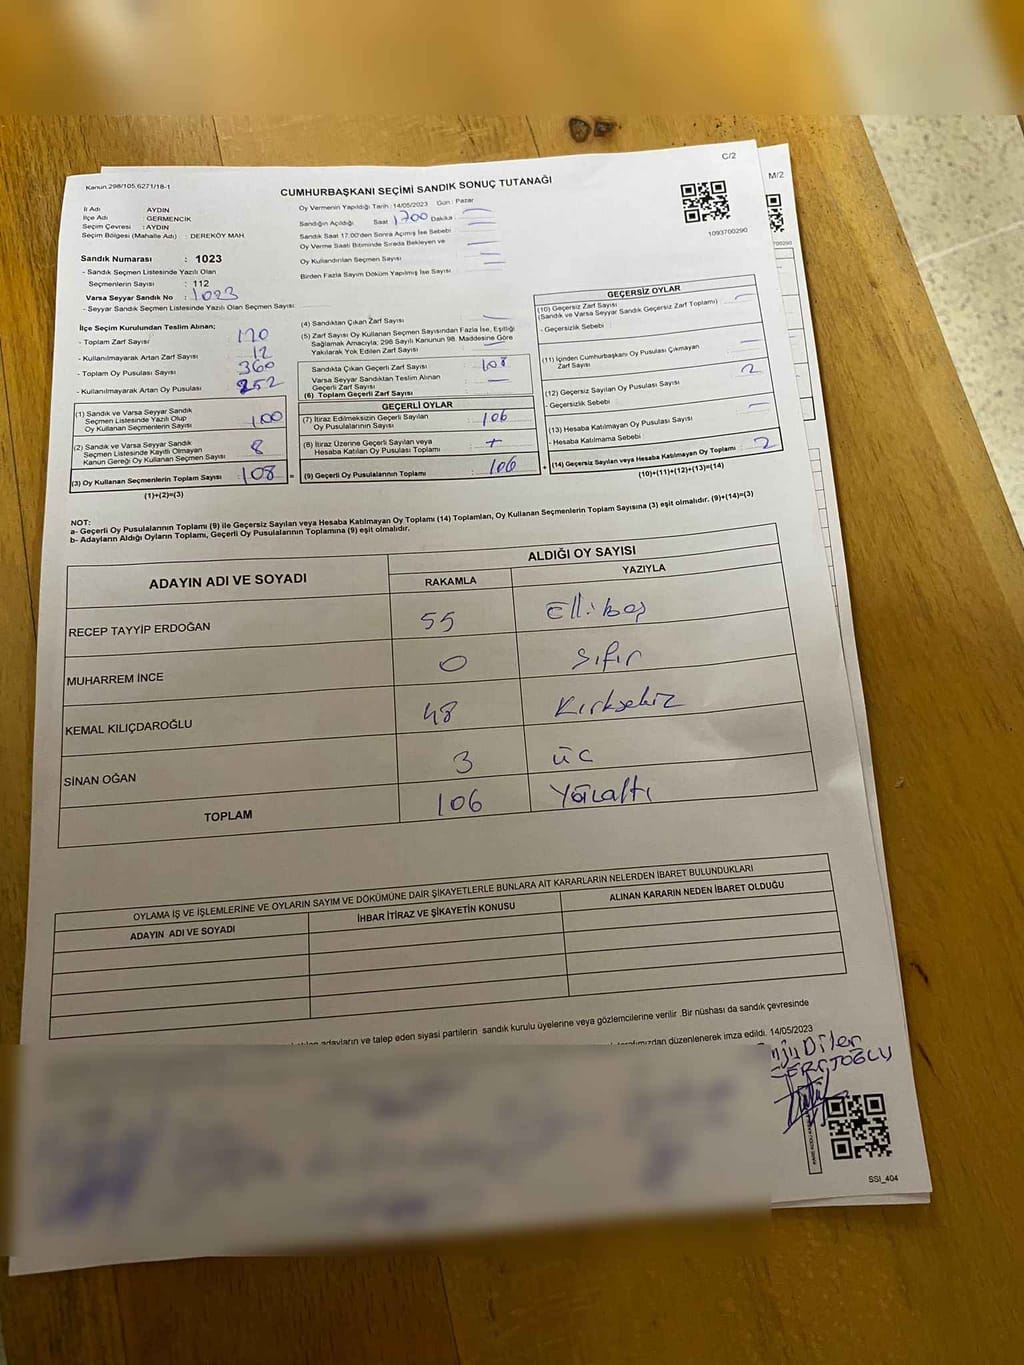 C/2
M/2
Kanun.298/105,6271/18-1
CUMHURBAŞKANI SEÇİMİ SANDIK SONUÇ TUTANAĞI
İl Adı AYDIN
İlçe Adı : GERMENCİK
Seçim Çevresi : AYDIN
Seçim Bölgesi (Mahalle Adı) : DEREKÖY MAH.
Oy Vermenin Yapıldığı Tarih : 14/05/2023 Gün : Pazar
Sandığın Açıldığı Saat : 1700 Dakika :
Sandık Saat 17:00'den Sonra Açmış İse Sebebi
Oy Verme Saati Bitiminde Sırada Bekleyen ve
Oy Kullandırılan Seçmen Sayısı
Birden Fazla Sayım Döküm Yapılmış İse Sayısı
1093700290
Sandık Numarası : 1023
- Sandık Seçmen Listesinde Yazılı Olan
Seçmenlerin Sayısı : 112
Varsa Seyyar Sandık No : 1023
- Seyyar Sandık Seçmen Listesinde Yazılı Olan Seçmen Sayısı
İlçe Seçim Kurulundan Teslim Alınan;
- Toplam Zarf Sayısı 120
- Kullanılmayarak Artan Zarf Sayısı 12
- Toplam Oy Pusulası Sayısı 360
- Kullanılmayarak Artan Oy Pusulası 252
(1) Sandık ve Varsa Seyyar Sandık
Seçmen Listesinde Yazılı Olup
Oy Kullanan Seçmenlerin Sayısı 100
(2) Sandık ve Varsa Seyyar Sandık
Seçmen Listesinde Kayıtlı Olmayan
Kanun Gereği Oy Kullanan Seçmen Sayısı 8
(3) Oy Kullanan Seçmenlerin Toplam Sayısı : 108 =
(1)+(2)=(3)
(4) Sandıktan Çıkan Zarf Sayısı
(5) Zarf Sayısı Oy Kullanan Seçmen Sayısından Fazla İse, Eşitliği
Sağlamak Amacıyla, 298 Sayılı Kanunun 98. Maddesine Göre
Yakılarak Yok Edilen Zarf Sayısı
Sandıkta Çıkan Geçerli Zarf Sayısı 108
Varsa Seyyar Sandıktan Teslim Alınan
Geçerli Zarf Sayısı
(6) Toplam Geçerli Zarf Sayısı
GEÇERLİ OYLAR
(7) İtiraz Edilmeksizin Geçerli Sayılan
Oy Pusulalarının Sayısı 106
(8) İtiraz Üzerine Geçerli Sayılan veya
Hesaba Katılan Oy Pusulası Toplamı +
(9) Geçerli Oy Pusulalarının Toplamı : 106 +
GEÇERSİZ OYLAR
(10) Geçersiz Zarf Sayısı
(Sandık ve Varsa Seyyar Sandık Geçersiz Zarf Toplamı)
- Geçersizlik Sebebi
(11) İçinden Cumhurbaşkanı Oy Pusulası Çıkmayan
Zarf Sayısı
(12) Geçersiz Sayılan Oy Pusulası Sayısı 2
- Geçersizlik Sebebi
(13) Hesaba Katılmayan Oy Sayısı
- Hesaba Katılmama Sebebi
(14) Geçersiz Sayılan veya Hesaba Katılmayan Oy Toplamı 2
(10)+(11)+(12)+(13)=(14)
NOT:
a- Geçerli Oy Pusulalarının Toplamı (9) ile Geçersiz Sayılan veya Hesaba Katılmayan Oy Toplamı (14) Toplamları, Oy Kullanan Seçmenlerin Toplam Sayısına (3) eşit olmalıdır. (9)+(14)=(3)
b- Adayların Aldığı Oyların Toplamı, Geçerli Oy Pusulalarının Toplamına (9) eşit olmalıdır.
ADAYIN ADI VE SOYADI
ALDIĞI OY SAYISI
RAKAMLA YAZIYLA
RECEP TAYYİP ERDOĞAN 55 Ellibeş
MUHARREM İNCE 0 sıfır
KEMAL KILIÇDAROĞLU 48 Kırksekiz
SİNAN OĞAN 3 üç
TOPLAM 106 Yüzaltı
OYLAMA İŞ VE İŞLEMLERİNE VE OYLARIN SAYIM VE DÖKÜMÜNE DAİR ŞİKAYETLERLE BUNLARA AİT KARARLARIN NELERDEN İBARET BULUNDUKLARI
ADAYIN ADI VE SOYADI İHBAR İTİRAZ VE ŞİKAYETİN KONUSU ALINAN KARARIN NEDEN İBARET OLDUĞU
adayların ve talep eden siyasi partilerin sandık kurulu üyelerine veya gözlemcilerine verilir .Bir nüshası da sandık çevresinde
düzenlenerek imza edildi. 14/05/2023
Diler
SSI_404